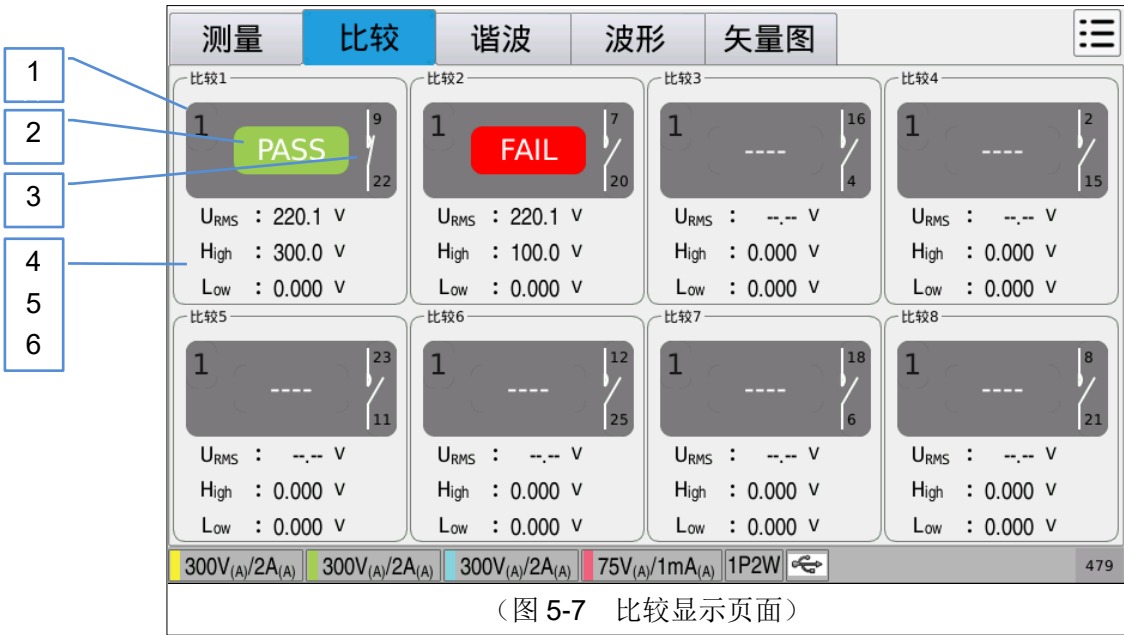 测量 比较 谐波 波形 矢量图
1
2
3
4
5
6
比较1 比较2 比较3 比较4
1 PASS 9 22 1 FAIL 7 20 1 ---- 16 4 1 ---- 2 15
URMS : 220.1 V URMS : 220.1 V URMS : --.-- V URMS : --.-- V
High : 300.0 V High : 100.0 V High : 0.000 V High : 0.000 V
Low : 0.000 V Low : 0.000 V Low : 0.000 V Low : 0.000 V
比较5 比较6 比较7 比较8
1 ---- 23 11 1 ---- 12 25 1 ---- 18 6 1 ---- 8 21
URMS : --.-- V URMS : --.-- V URMS : --.-- V URMS : --.-- V
High : 0.000 V High : 0.000 V High : 0.000 V High : 0.000 V
Low : 0.000 V Low : 0.000 V Low : 0.000 V Low : 0.000 V
300V(A)/2A(A) 300V(A)/2A(A) 300V(A)/2A(A) 75V(A)/1mA(A) 1P2W 479
（图 5-7 比较显示页面）